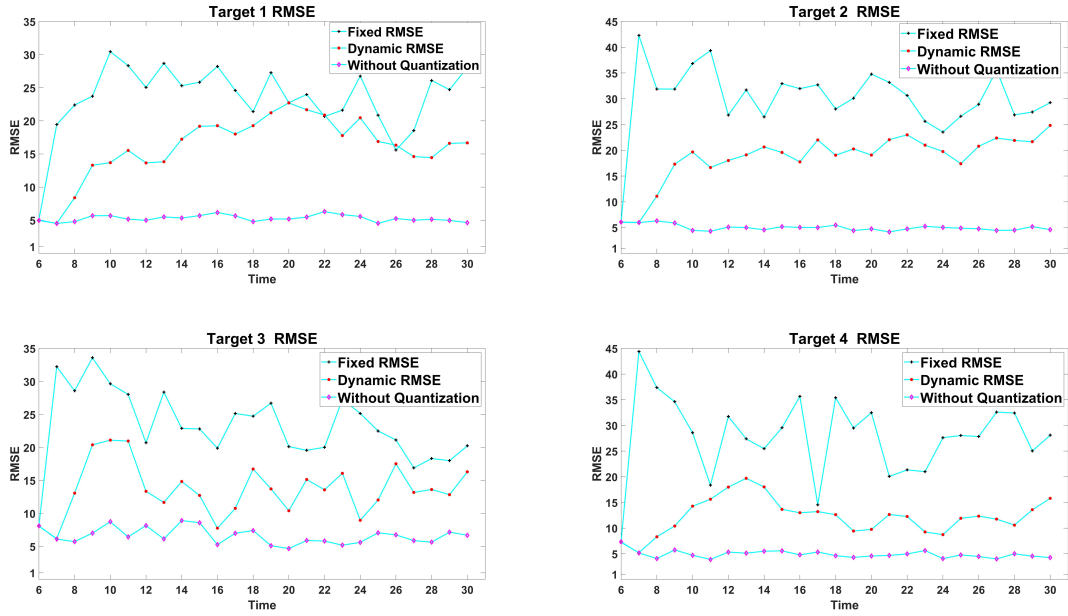 Target 1 RMSE
35
30
25
20
15
10
5
1
RMSE
6 8 10 12 14 16 18 20 22 24 26 28 30
Time
Fixed RMSE
Dynamic RMSE
Without Quantization
Target 2 RMSE
45
40
35
30
25
20
15
10
5
1
RMSE
6 8 10 12 14 16 18 20 22 24 26 28 30
Time
Fixed RMSE
Dynamic RMSE
Without Quantization
Target 3 RMSE
35
30
25
20
15
10
5
1
RMSE
6 8 10 12 14 16 18 20 22 24 26 28 30
Time
Fixed RMSE
Dynamic RMSE
Without Quantization
Target 4 RMSE
45
40
35
30
25
20
15
10
5
1
RMSE
6 8 10 12 14 16 18 20 22 24 26 28 30
Time
Fixed RMSE
Dynamic RMSE
Without Quantization